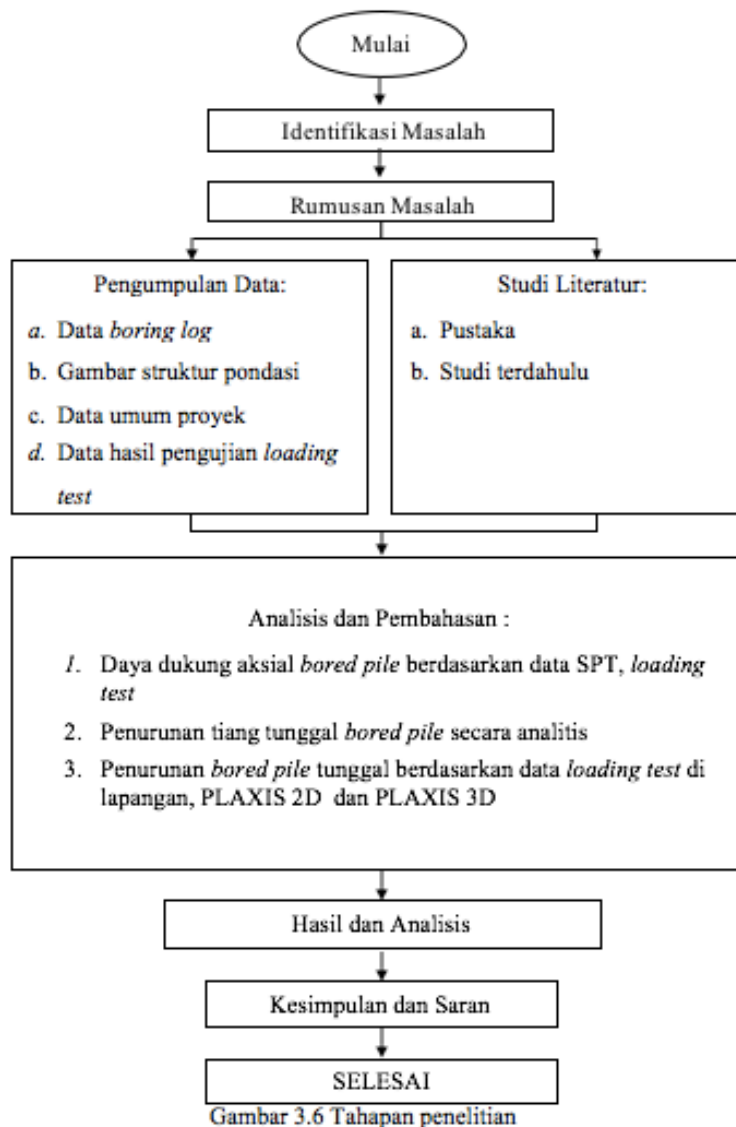 Mulai
Identifikasi Masalah
Rumusan Masalah
Pengumpulan Data:
a. Data boring log
b. Gambar struktur pondasi
c. Data umum proyek
d. Data hasil pengujian loading
test
Studi Literatur:
a. Pustaka
b. Studi terdahulu
Analisis dan Pembahasan :
1. Daya dukung aksial bored pile berdasarkan data SPT, loading
test
2. Penurunan tiang tunggal bored pile secara analitis
3. Penurunan bored pile tunggal berdasarkan data loading test di
lapangan, PLAXIS 2D dan PLAXIS 3D
Hasil dan Analisis
Kesimpulan dan Saran
SELESAI
Gambar 3.6 Tahapan penelitian